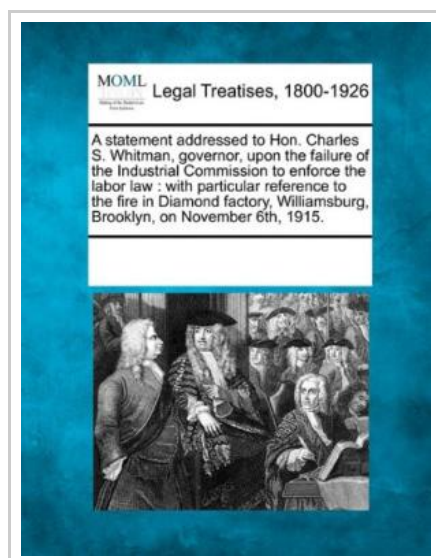 MOML
Legal Treatises, 1800-1926
A statement addressed to Hon. Charles
S. Whitman, governor, upon the failure of
the Industrial Commission to enforce the
labor law : with particular reference to
the fire in Diamond factory, Williamsburg,
Brooklyn, on November 6th, 1915.